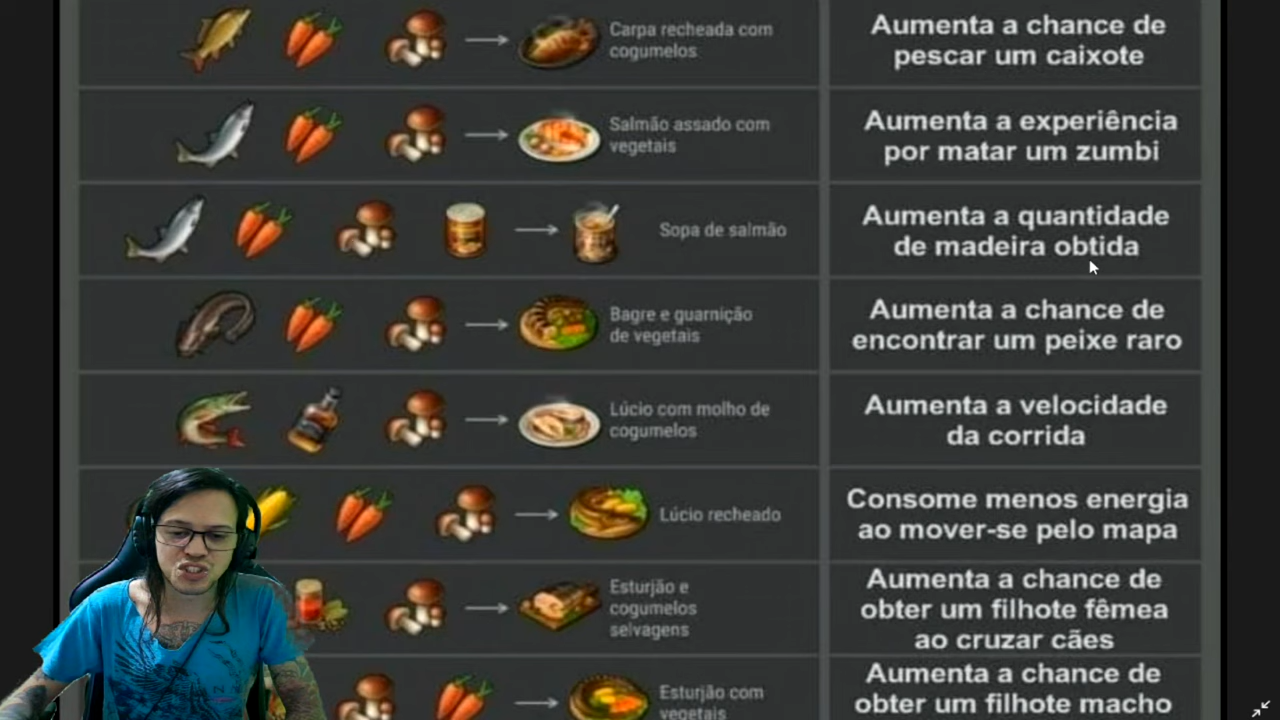 Carpa recheada com
cogumelos
Aumenta a chance de
pescar um caixote
Salmão assado com
vegetais
Aumenta a experiência
por matar um zumbi
Sopa de salmão
Aumenta a quantidade
de madeira obtida
Bagre e guarnição
de vegetais
Aumenta a chance de
encontrar um peixe raro
Lúcio com molho de
cogumelos
Aumenta a velocidade
da corrida
Lúcio recheado
Consome menos energia
ao mover-se pelo mapa
Esturjão e
cogumelos
selvagens
Aumenta a chance de
obter um filhote fêmea
ao cruzar cães
Esturjão com
vegetais
Aumenta a chance de
obter um filhote macho